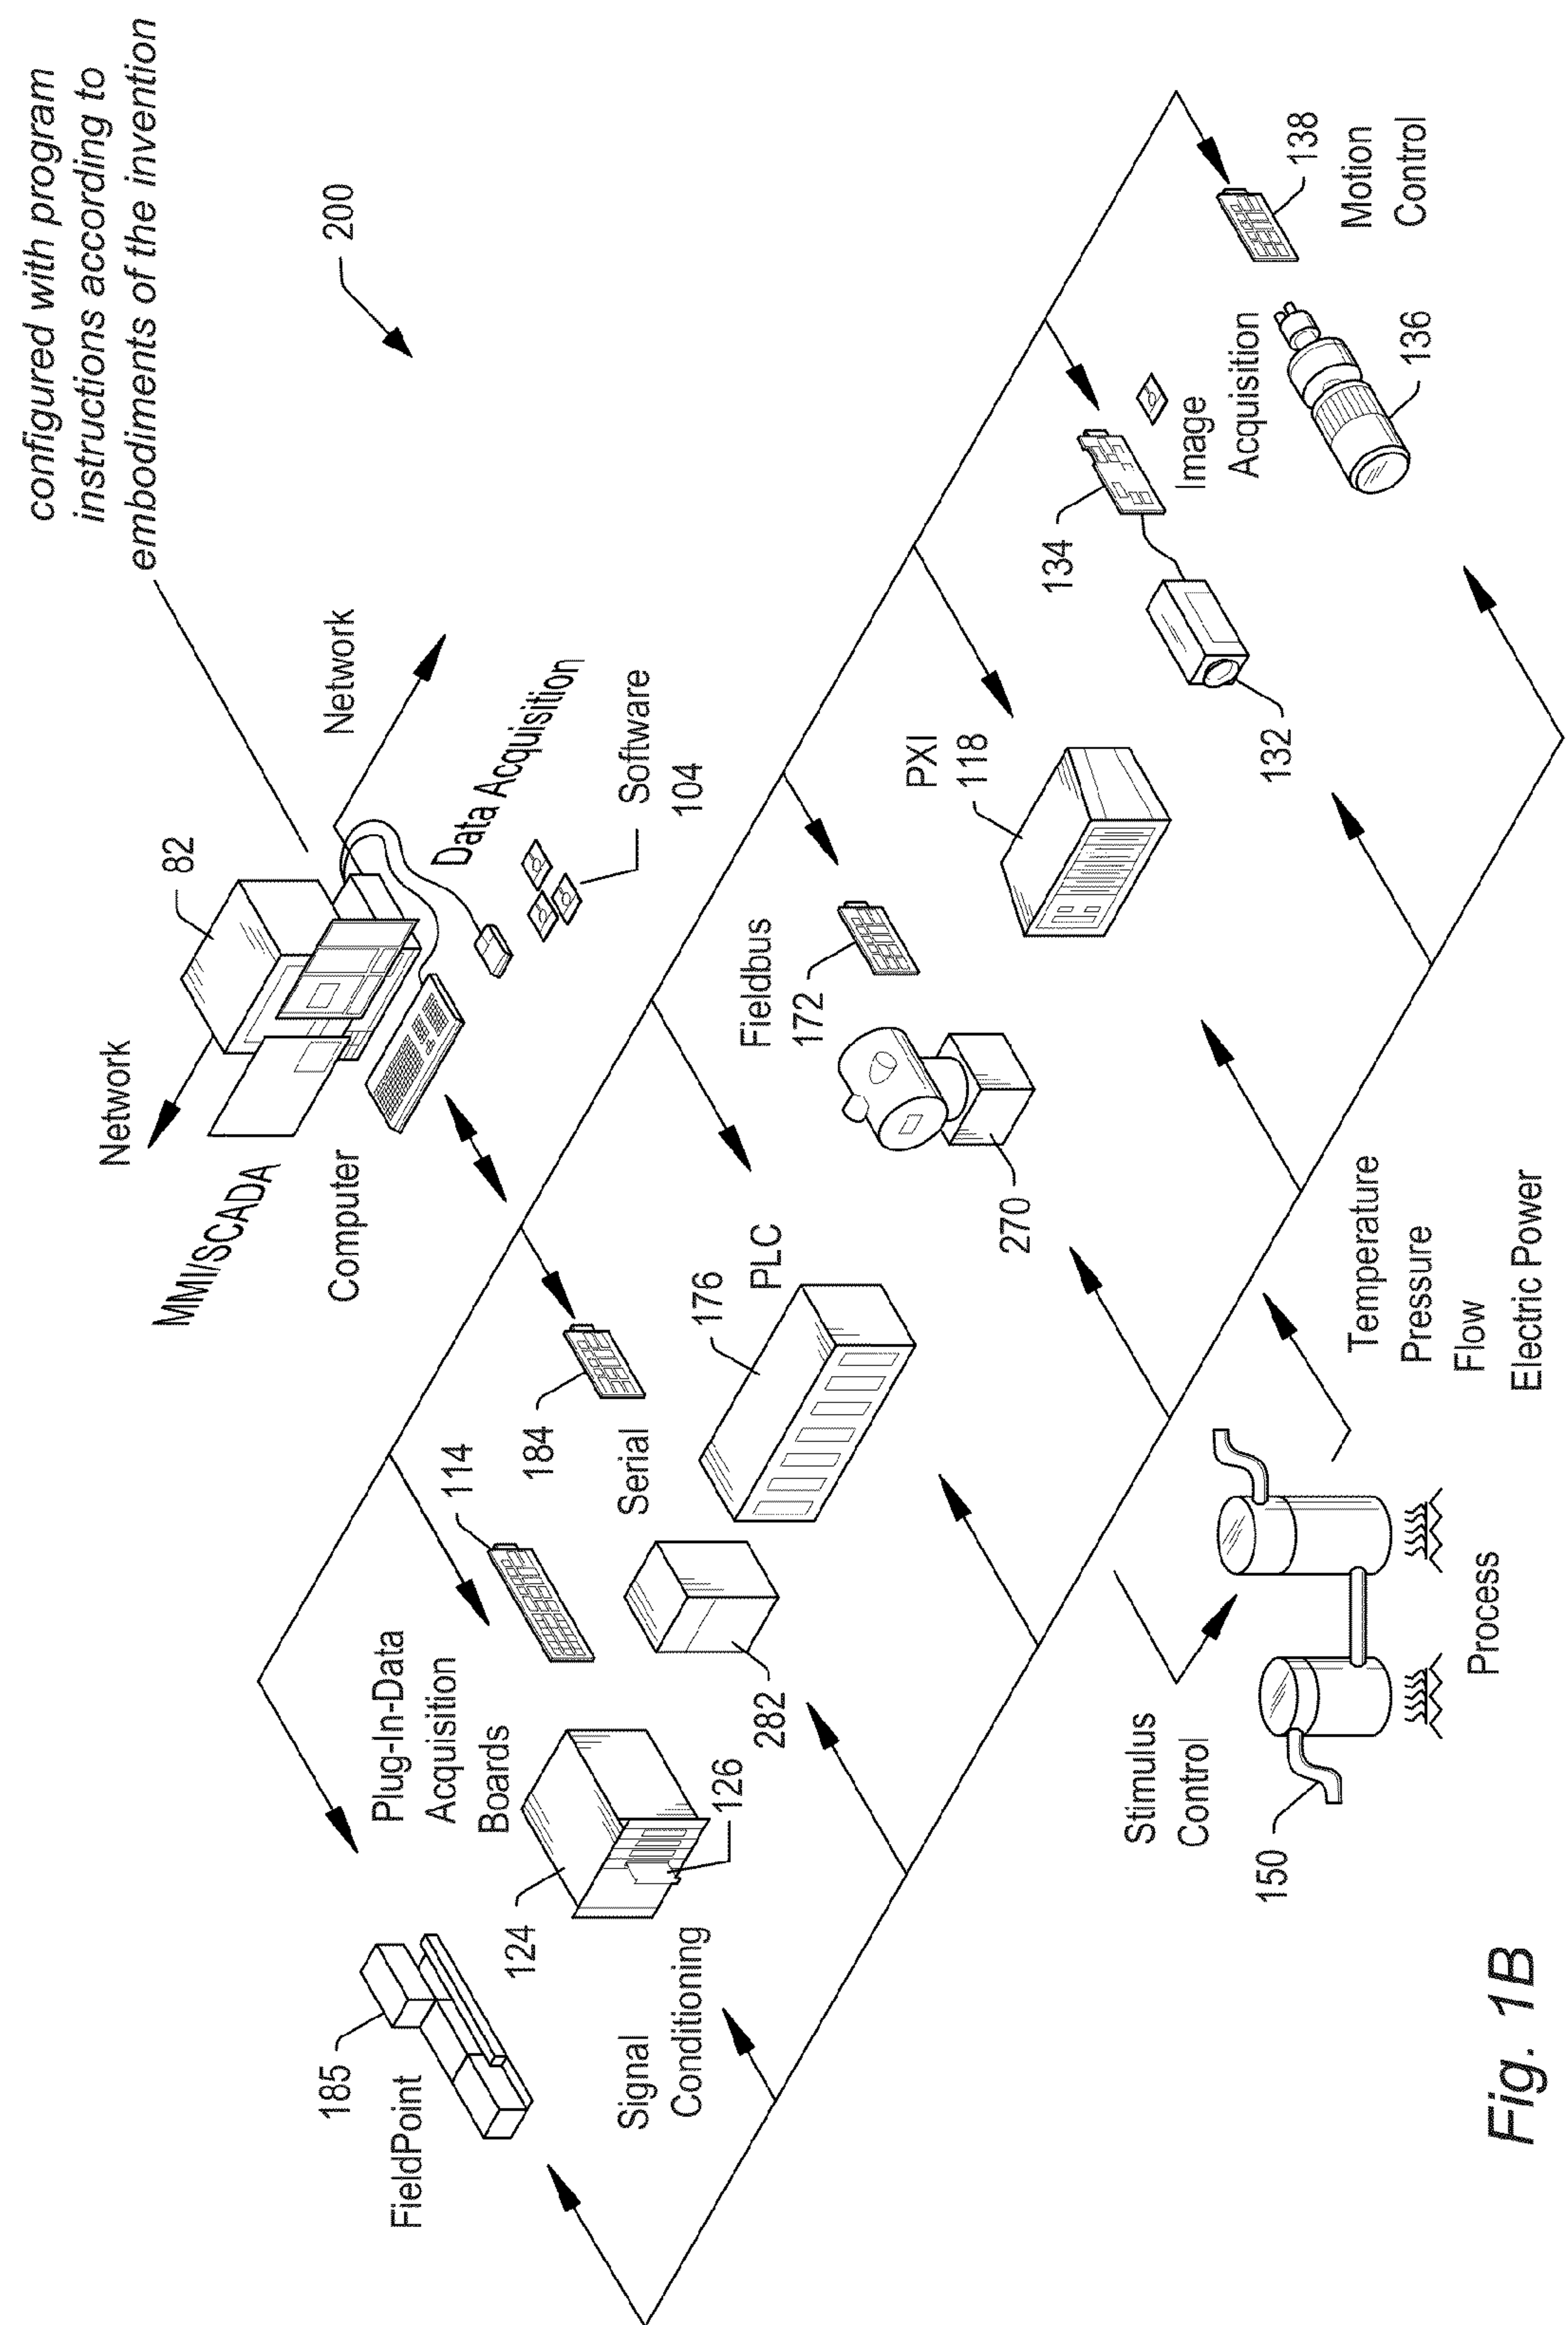 configured with program
instructions according to
embodiments of the invention
200
Network
82
Network
MMI/SCADA
Computer
Data Acquisition
Software
104
185
FieldPoint
Plug-In-Data
Acquisition
Boards
114
184
Serial
124
126
Signal
Conditioning
282
176
PLC
Fieldbus
172
270
PXI
118
134
132
Image
Acquisition
138
Motion
Control
136
Stimulus
Control
150
Process
Temperature
Pressure
Flow
Electric Power
Fig. 1B